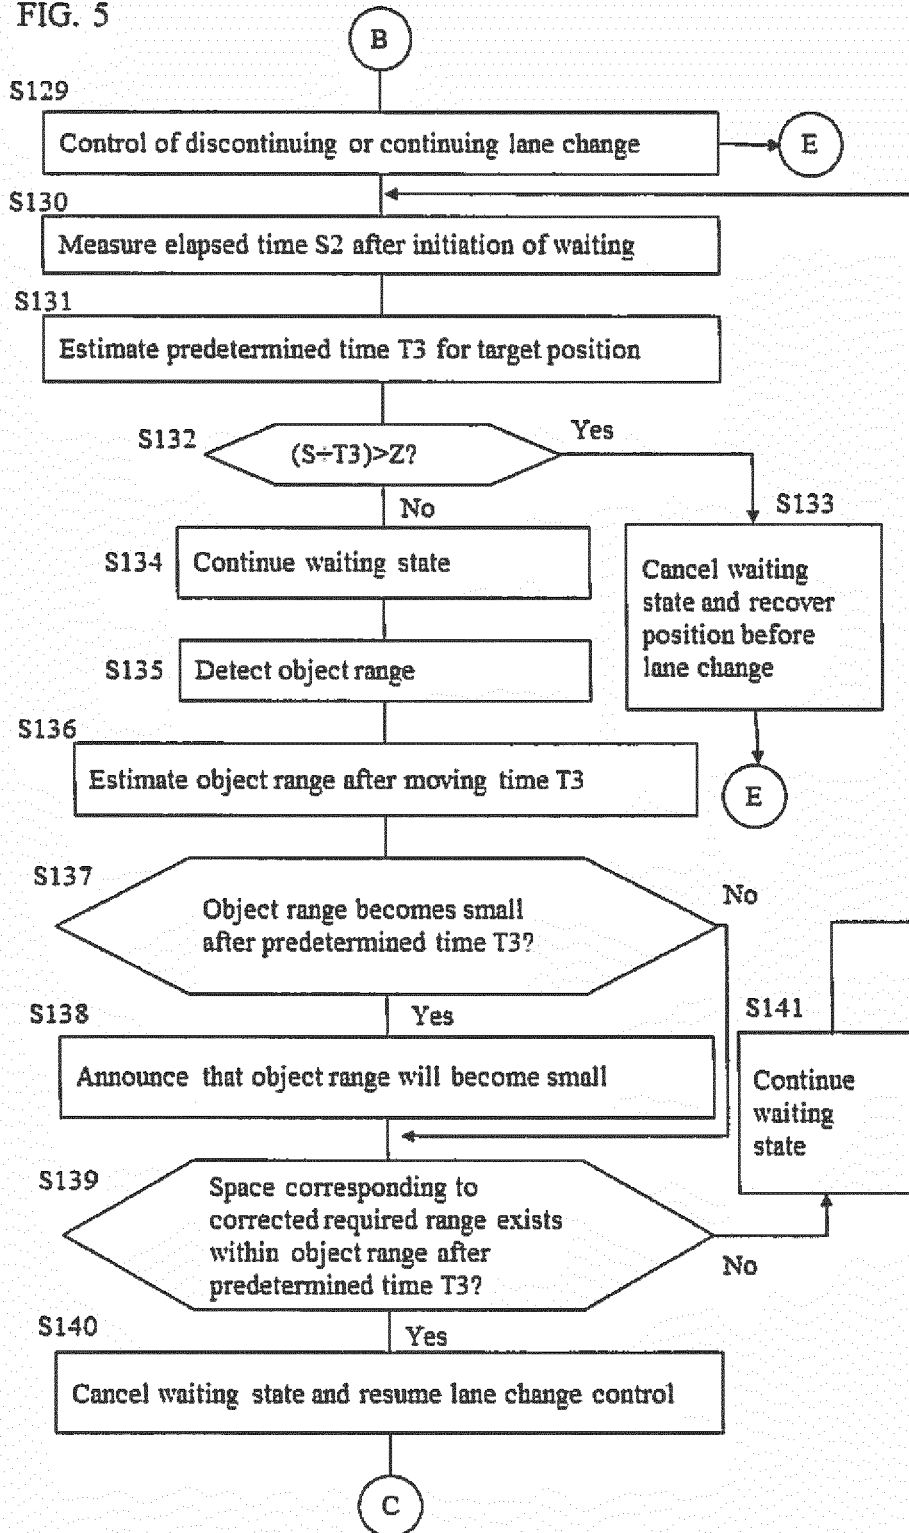 FIG. 5
B
S129
Control of discontinuing or continuing lane change
E
S130
Measure elapsed time S2 after initiation of waiting
S131
Estimate predetermined time T3 for target position
S132
(S÷T3)>Z?
Yes
No
S133
Cancel waiting
state and recover
position before
lane change
E
S134
Continue waiting state
S135
Detect object range
S136
Estimate object range after moving time T3
S137
Object range becomes small
after predetermined time T3?
No
Yes
S138
Announce that object range will become small
S141
Continue
waiting
state
S139
Space corresponding to
corrected required range exists
within object range after
predetermined time T3?
No
Yes
S140
Cancel waiting state and resume lane change control
C